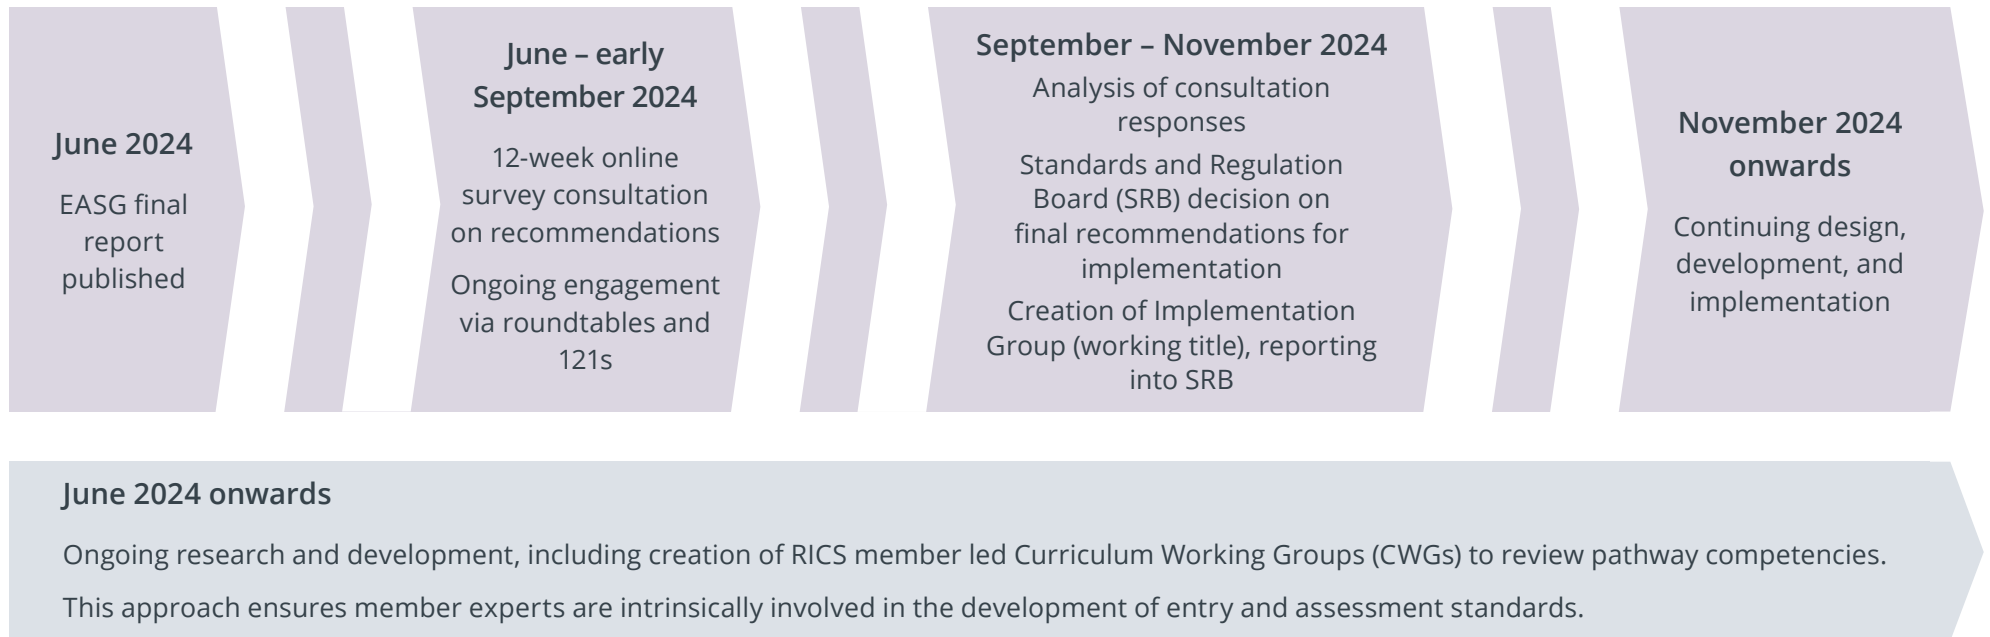 June 2024
EASG final
report
published
June – early
September 2024
12-week online
survey consultation
on recommendations
Ongoing engagement
via roundtables and
121s
September – November 2024
Analysis of consultation
responses
Standards and Regulation
Board (SRB) decision on
final recommendations for
implementation
Creation of Implementation
Group (working title), reporting
into SRB
November 2024
onwards
Continuing design,
development, and
implementation
June 2024 onwards
Ongoing research and development, including creation of RICS member led Curriculum Working Groups (CWGs) to review pathway competencies.
This approach ensures member experts are intrinsically involved in the development of entry and assessment standards.